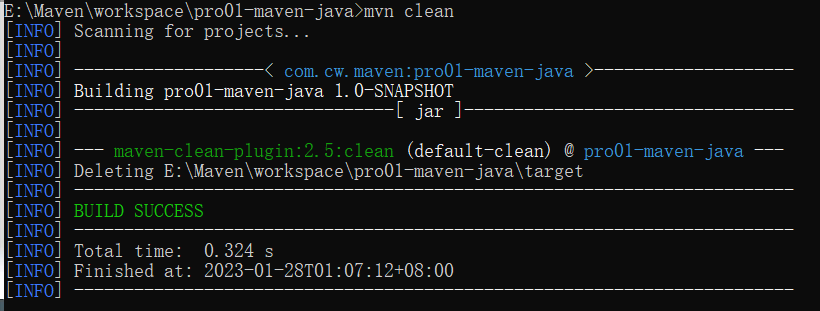 E:\Maven\workspace\pro01-maven-java>mvn clean
[INFO] Scanning for projects...
[INFO]
[INFO] -------------------< com.cw.maven:pro01-maven-java >--------------------
[INFO] Building pro01-maven-java 1.0-SNAPSHOT
[INFO] --------------------------------[ jar ]---------------------------------
[INFO]
[INFO] --- maven-clean-plugin:2.5:clean (default-clean) @ pro01-maven-java ---
[INFO] Deleting E:\Maven\workspace\pro01-maven-java\target
[INFO] ------------------------------------------------------------------------
[INFO] BUILD SUCCESS
[INFO] ------------------------------------------------------------------------
[INFO] Total time:  0.324 s
[INFO] Finished at: 2023-01-28T01:07:12+08:00
[INFO] ------------------------------------------------------------------------